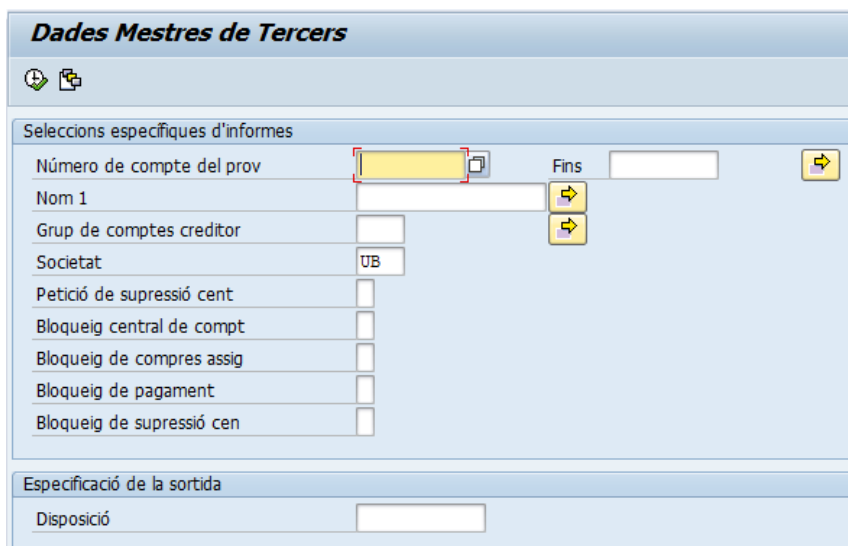 Dades Mestres de Tercers
Seleccions específiques d'informes
Número de compte del prov Fins
Nom 1
Grup de comptes creditor
Societat UB
Petició de supressió cent
Bloqueig central de compt
Bloqueig de compres assig
Bloqueig de pagament
Bloqueig de supressió cen
Especificació de la sortida
Disposició